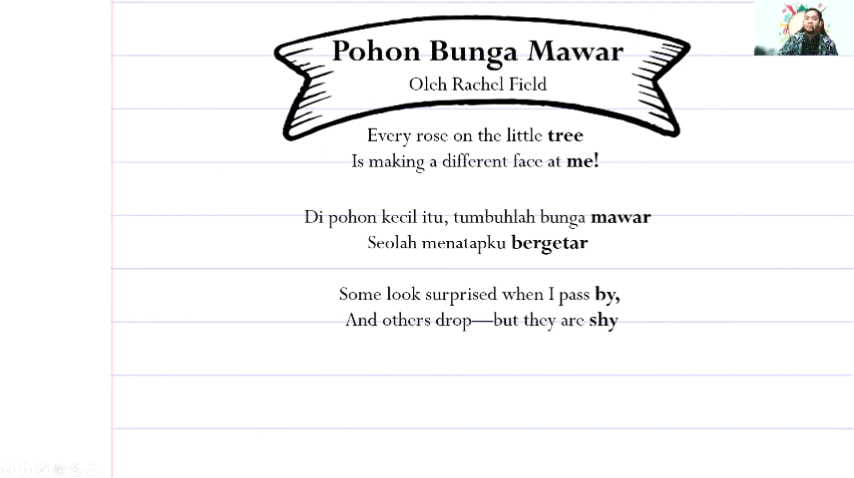 Pohon Bunga Mawar
Oleh Rachel Field
Every rose on the little tree
Is making a different face at me!
Di pohon kecil itu, tumbuhlah bunga mawar
Seolah menatapku bergetar
Some look surprised when I pass by,
And others drop—but they are shy